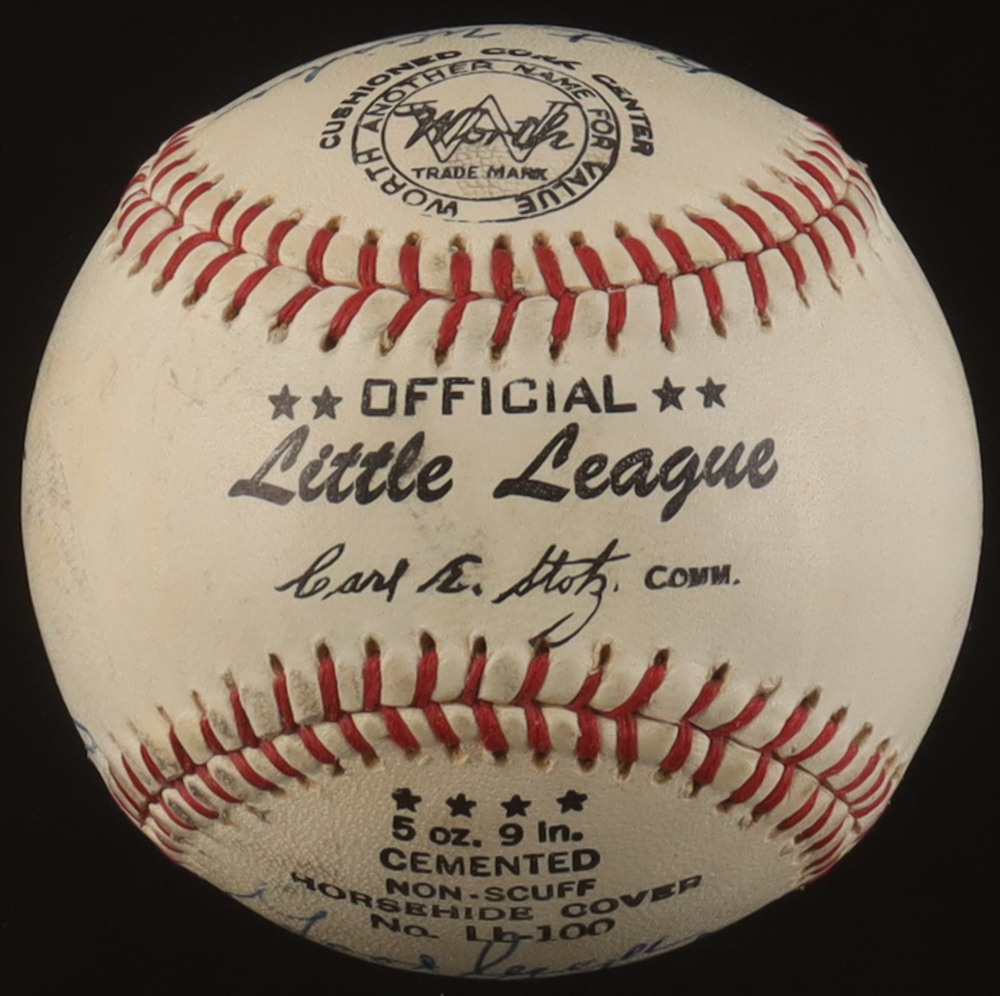 CUSHIONED CORK CENTER
WORTH ANOTHER NAME FOR VALUE
Worth
TRADE MARK
★★ OFFICIAL ★★
Little League
Carl E. Stotz. COMM.
★ ★ ★ ★
5 oz. 9 in.
CEMENTED
NON-SCUFF
HORSEHIDE COVER
No. LL-100